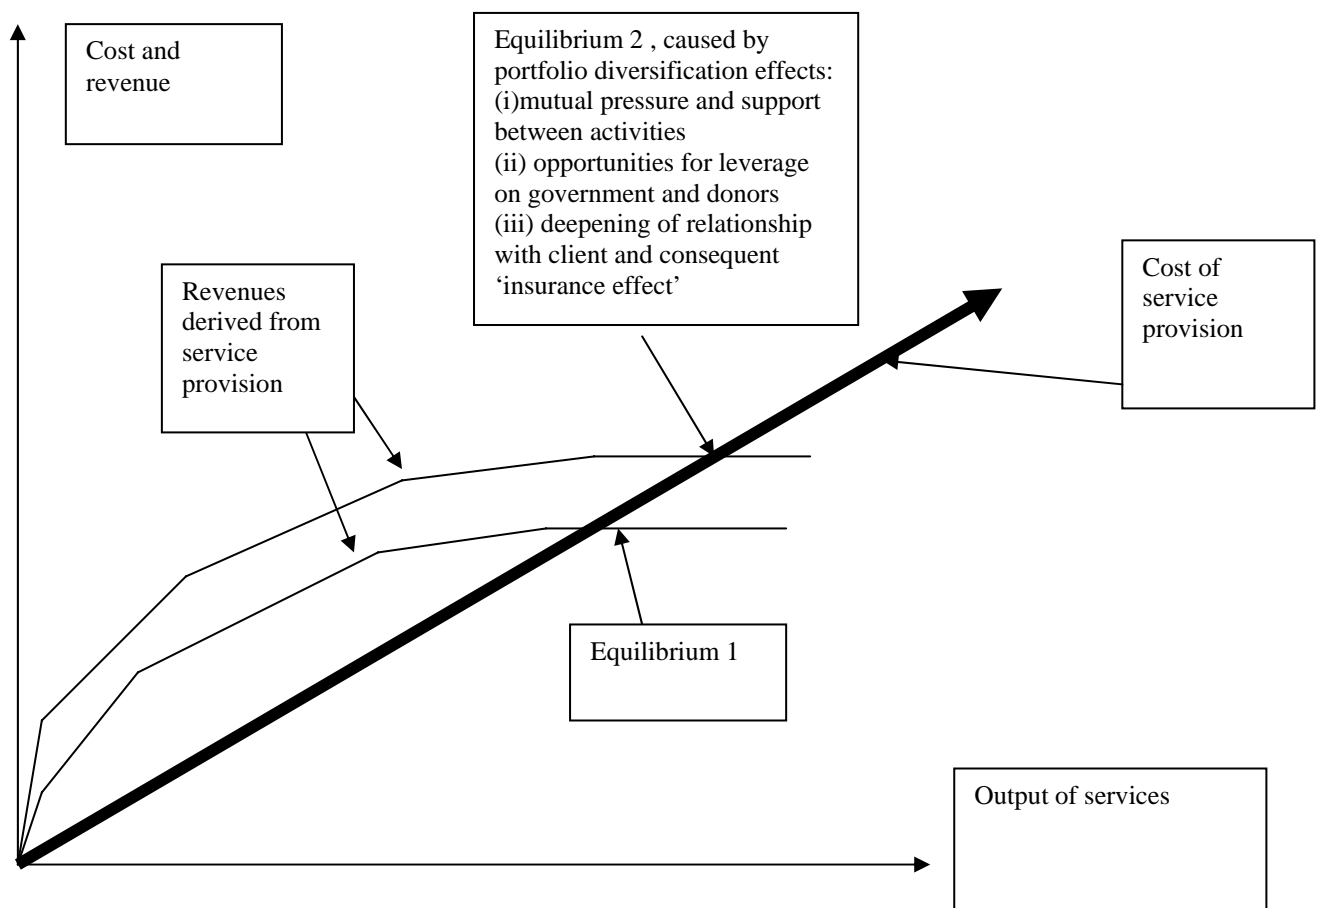 Cost and
revenue
Equilibrium 2 , caused by
portfolio diversification effects:
(i)mutual pressure and support
between activities
(ii) opportunities for leverage
on government and donors
(iii) deepening of relationship
with client and consequent
‘insurance effect’
Revenues
derived from
service
provision
Cost of
service
provision
Equilibrium 1
Output of services